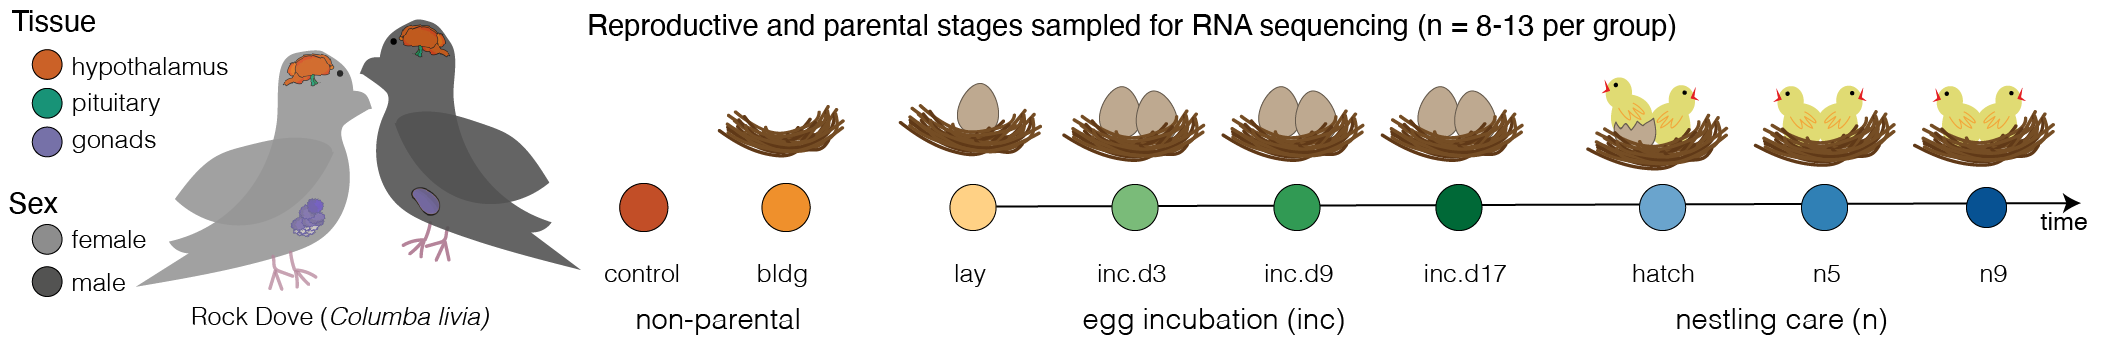 Tissue
hypothalamus
pituitary
gonads
Sex
female
male
Rock Dove (Columba livia)
Reproductive and parental stages sampled for RNA sequencing (n = 8-13 per group)
time
control
bldg
lay
inc.d3
inc.d9
inc.d17
hatch
n5
n9
non-parental
egg incubation (inc)
nestling care (n)